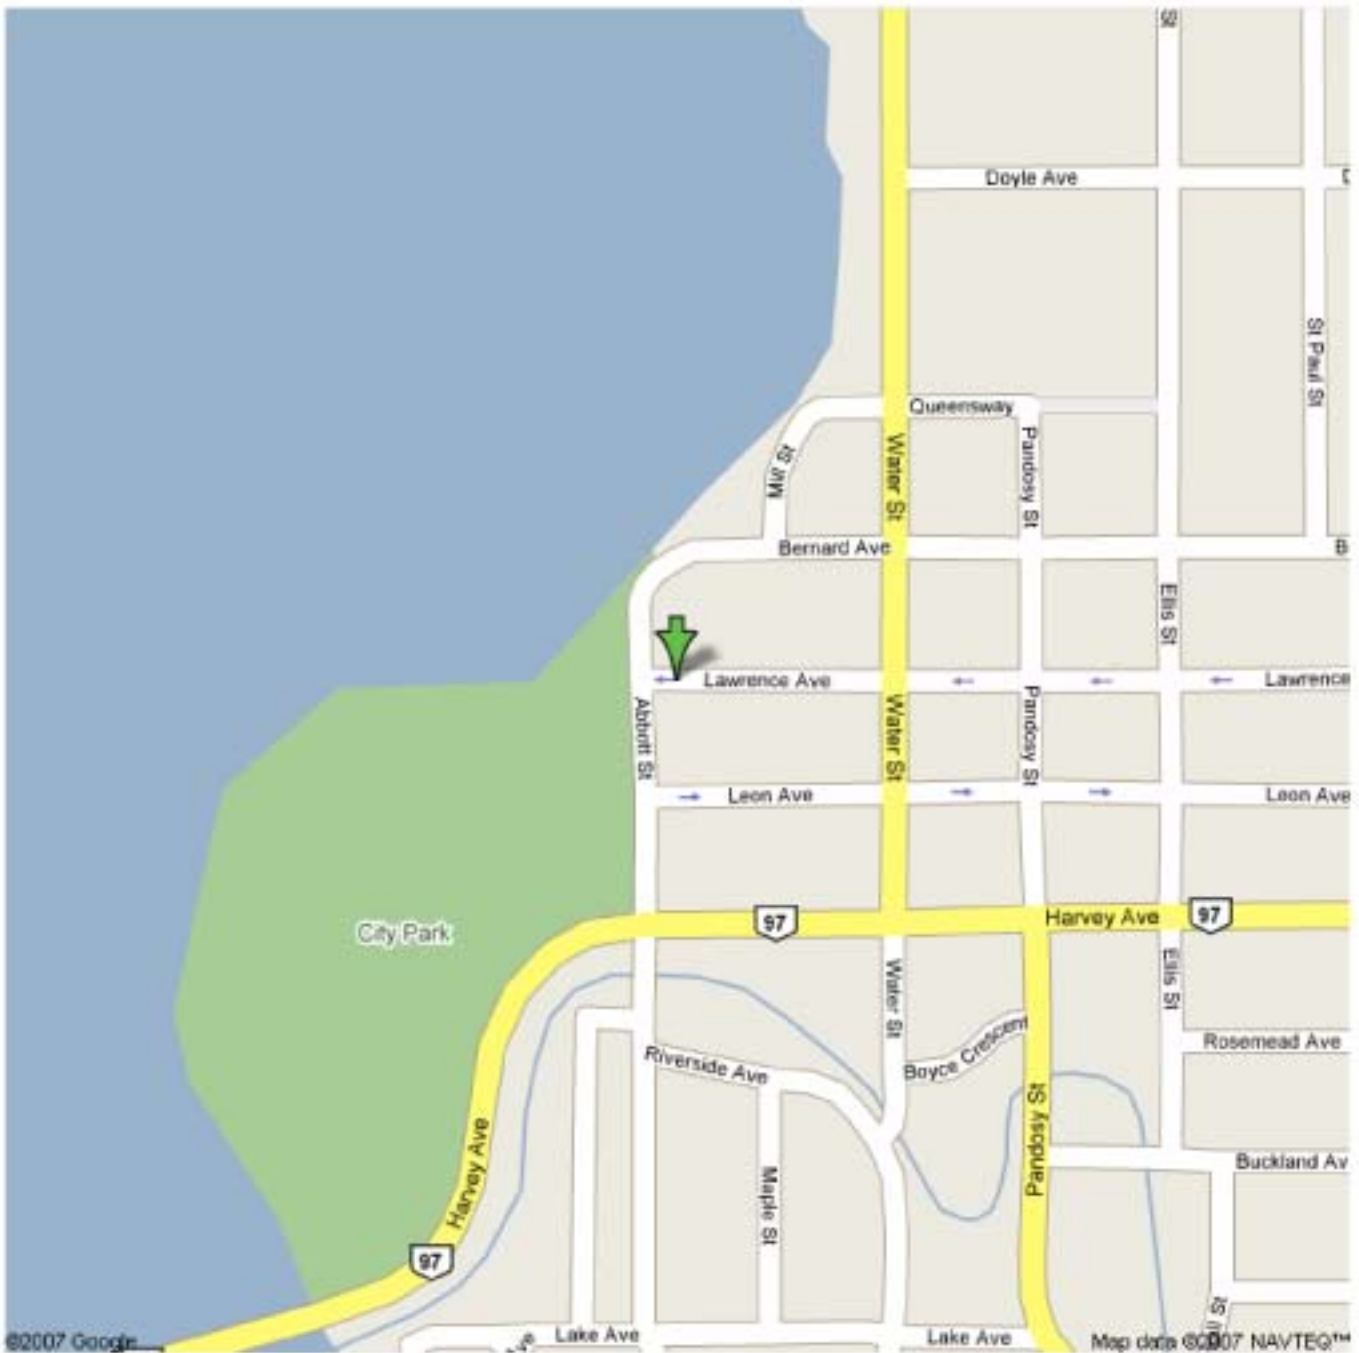 St
Doyle Ave
St Paul St
Queensway
Mill St
Water St
Pandosy St
Bernard Ave
B
Ellis St
Lawrence Ave
Lawrence
Abbott St
Water St
Pandosy St
Leon Ave
Leon Ave
97
Harvey Ave
97
City Park
Water St
Ellis St
Boyce Crescent
Rosemead Ave
Riverside Ave
Pandosy St
Harvey Ave
Maple St
Buckland Av
97
©2007 Google
Ave
Lake Ave
Lake Ave
Map data ©2007 NAVTEQ™